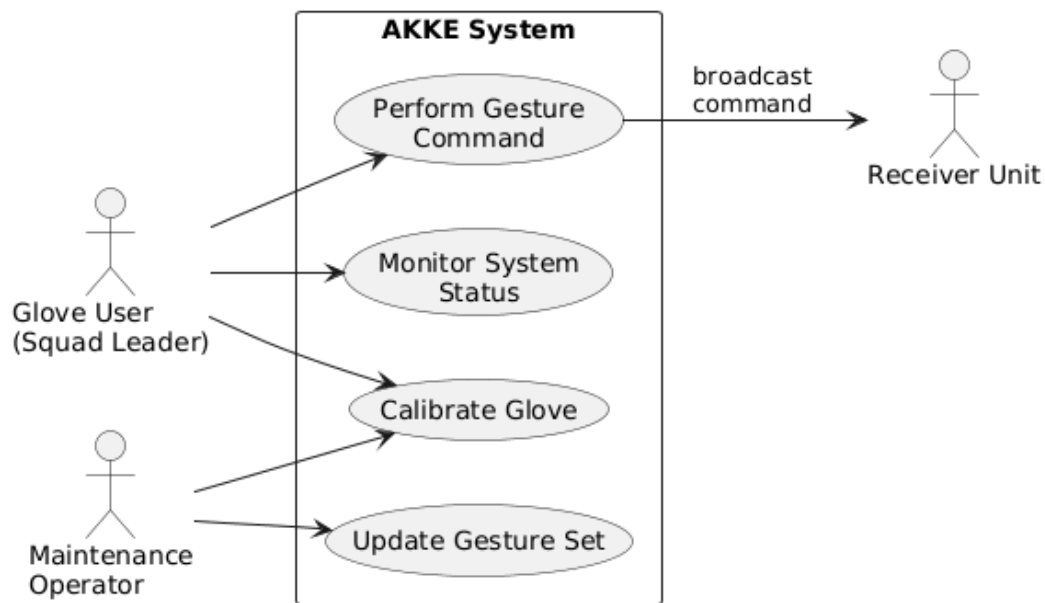 AKKE System
Perform Gesture
Command
broadcast
command
Receiver Unit
Monitor System
Status
Glove User
(Squad Leader)
Calibrate Glove
Update Gesture Set
Maintenance
Operator